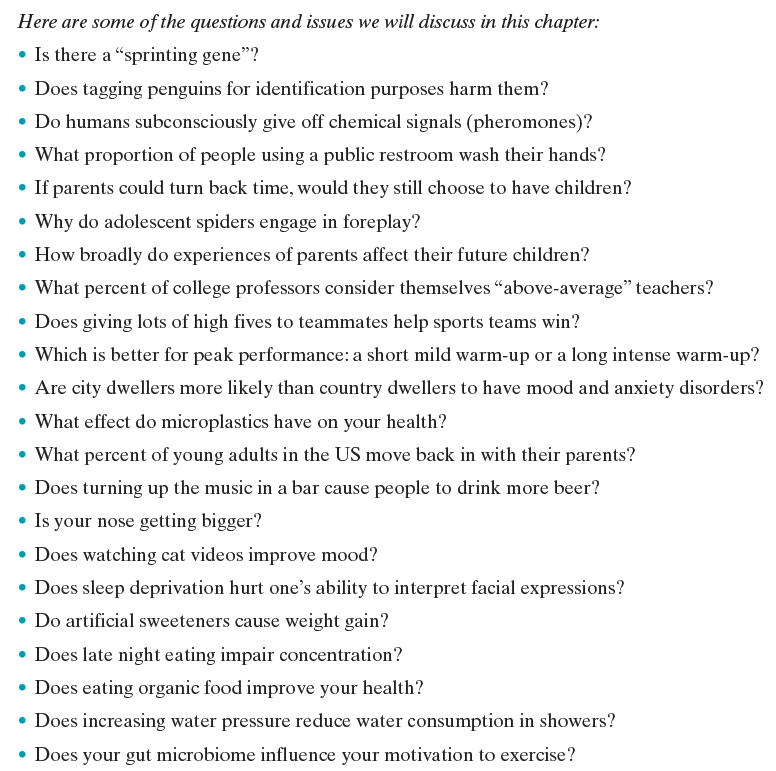 Here are some of the questions and issues we will discuss in this chapter:
• Is there a “sprinting gene”?
• Does tagging penguins for identification purposes harm them?
• Do humans subconsciously give off chemical signals (pheromones)?
• What proportion of people using a public restroom wash their hands?
• If parents could turn back time, would they still choose to have children?
• Why do adolescent spiders engage in foreplay?
• How broadly do experiences of parents affect their future children?
• What percent of college professors consider themselves “above-average” teachers?
• Does giving lots of high fives to teammates help sports teams win?
• Which is better for peak performance: a short mild warm-up or a long intense warm-up?
• Are city dwellers more likely than country dwellers to have mood and anxiety disorders?
• What effect do microplastics have on your health?
• What percent of young adults in the US move back in with their parents?
• Does turning up the music in a bar cause people to drink more beer?
• Is your nose getting bigger?
• Does watching cat videos improve mood?
• Does sleep deprivation hurt one’s ability to interpret facial expressions?
• Do artificial sweeteners cause weight gain?
• Does late night eating impair concentration?
• Does eating organic food improve your health?
• Does increasing water pressure reduce water consumption in showers?
• Does your gut microbiome influence your motivation to exercise?